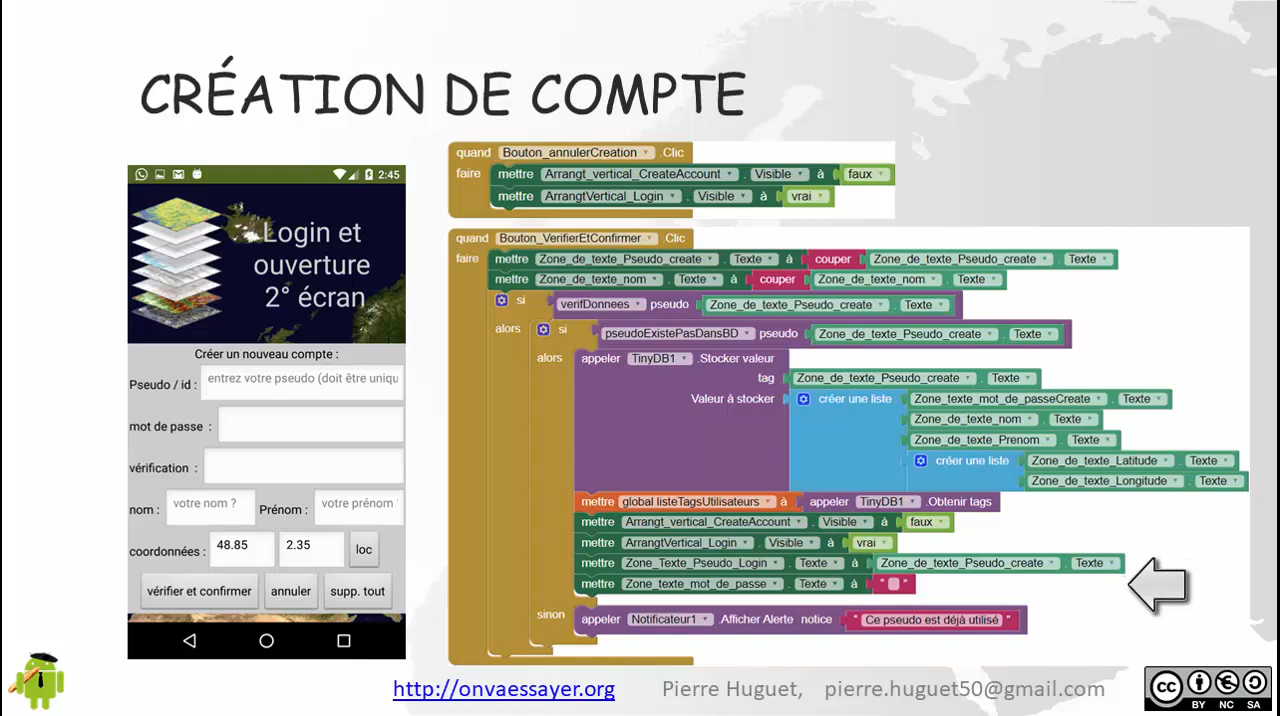 CRÉATION DE COMPTE
2:45
Login et
ouverture
2° écran
Créer un nouveau compte :
Pseudo / id : entrez votre pseudo (doit être uniqu
mot de passe :
vérification :
nom : votre nom ? Prénom : votre prénom
coordonnées : 48.85 2.35 loc
vérifier et confirmer annuler supp. tout
quand Bouton_annulerCreation .Clic
faire mettre Arrangt_vertical_CreateAccount . Visible à faux
mettre ArrangtVertical_Login . Visible à vrai
quand Bouton_VerifierEtConfirmer .Clic
faire mettre Zone_de_texte_Pseudo_create . Texte à couper Zone_de_texte_Pseudo_create . Texte
mettre Zone_de_texte_nom . Texte à couper Zone_de_texte_nom . Texte
si verifDonnees pseudo Zone_de_texte_Pseudo_create . Texte
alors si pseudoExistePasDansBD pseudo Zone_de_texte_Pseudo_create . Texte
alors appeler TinyDB1 .Stocker valeur
tag Zone_de_texte_Pseudo_create . Texte
Valeur à stocker créer une liste Zone_texte_mot_de_passeCreate . Texte
Zone_de_texte_nom . Texte
Zone_de_texte_Prenom . Texte
créer une liste Zone_de_texte_Latitude . Texte
Zone_de_texte_Longitude . Texte
mettre global listeTagsUtilisateurs à appeler TinyDB1 .Obtenir tags
mettre Arrangt_vertical_CreateAccount . Visible à faux
mettre ArrangtVertical_Login . Visible à vrai
mettre Zone_Texte_Pseudo_Login . Texte à Zone_de_texte_Pseudo_create . Texte
mettre Zone_texte_mot_de_passe . Texte à " "
sinon appeler Notificateur1 .Afficher Alerte notice " Ce pseudo est déjà utilisé "
http://onvaessayer.org Pierre Huguet, pierre.huguet50@gmail.com
cc BY NC SA